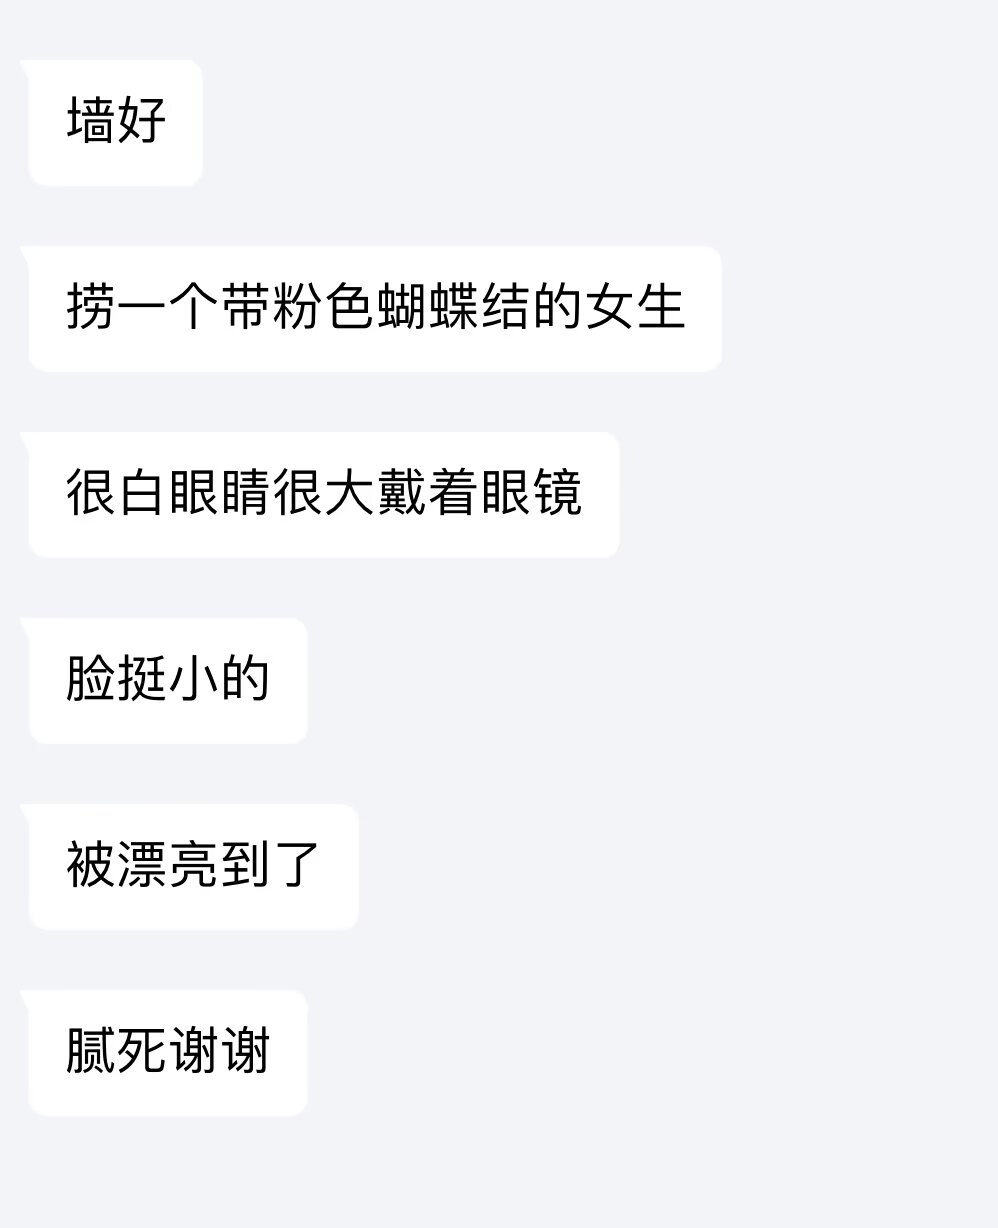 墙好
捞一个带粉色蝴蝶结的女生
很白眼睛很大戴着眼镜
脸挺小的
被漂亮到了
腻死谢谢